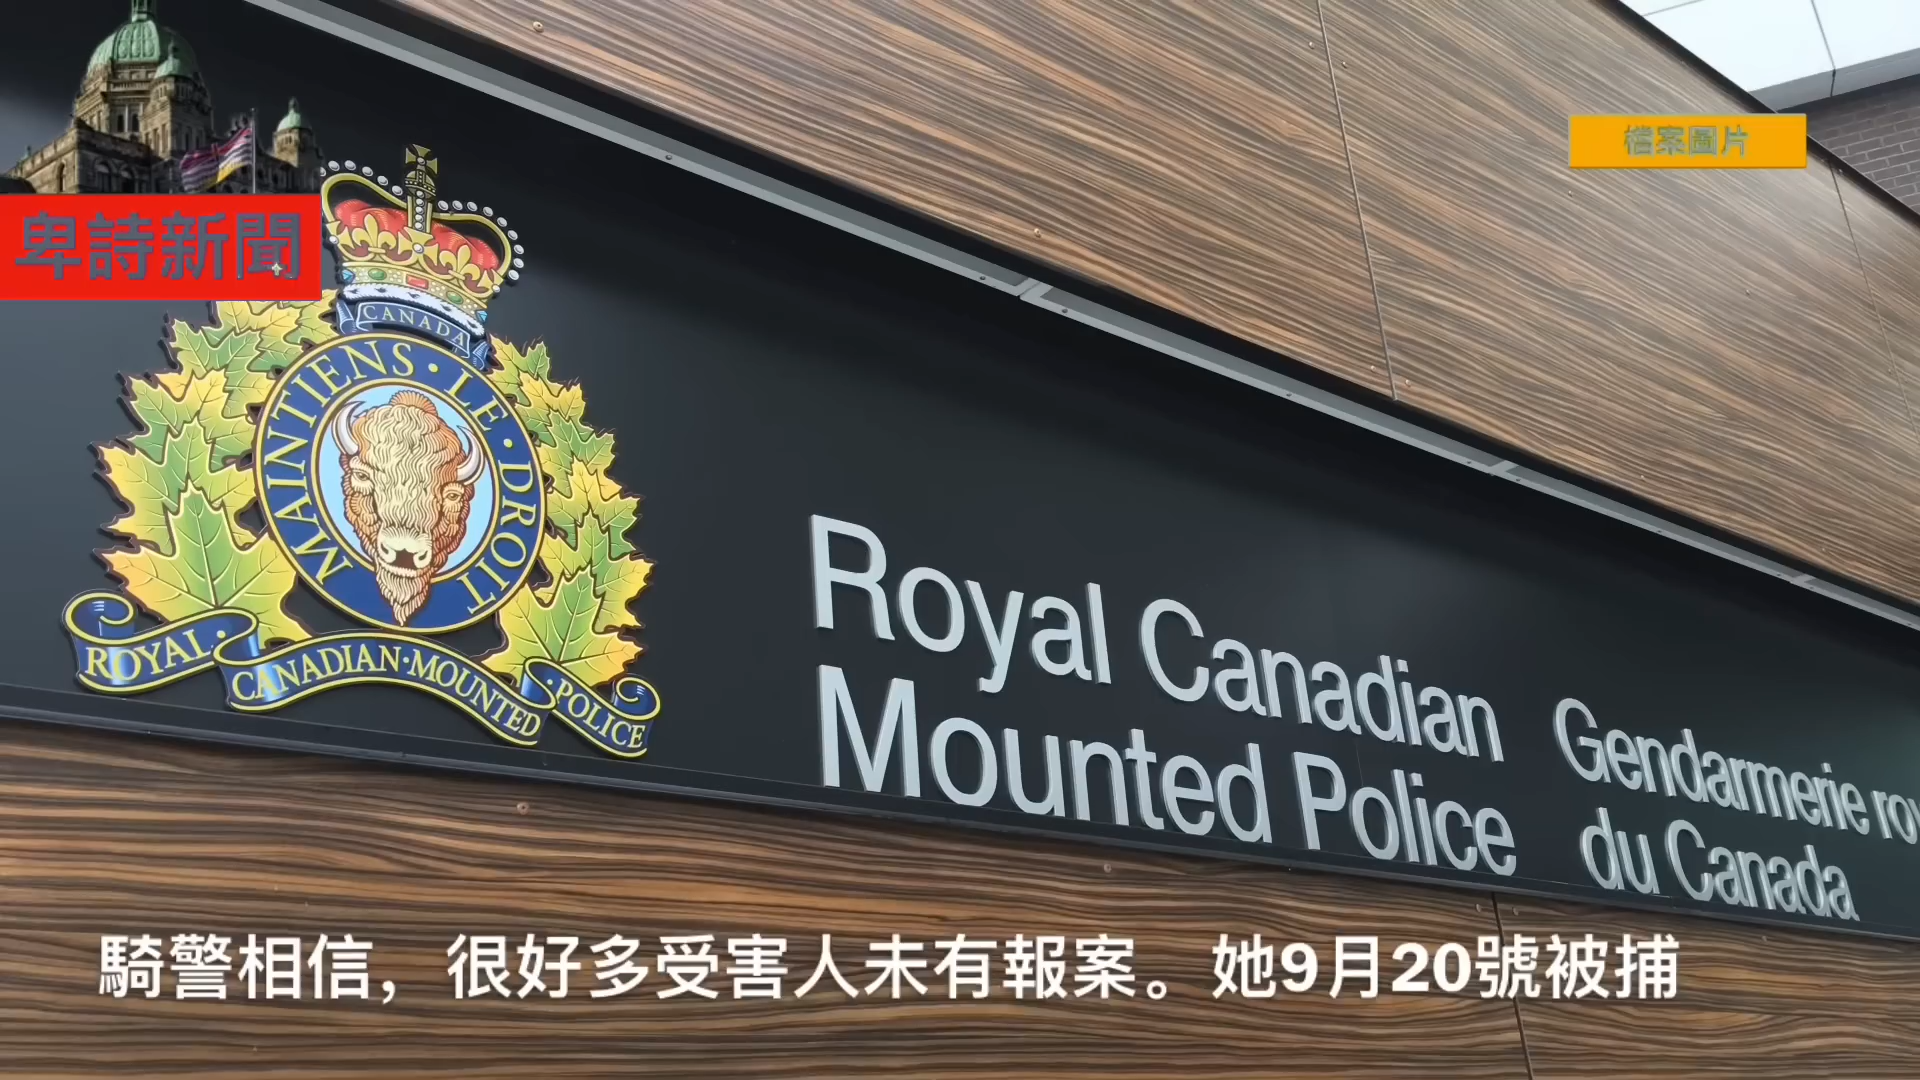 檔案圖片
卑詩新聞
CANADA
MAINTIENS · LE · DROIT
ROYAL · CANADIAN · MOUNTED · POLICE
Royal Canadian
Mounted Police
Gendarmerie
du Canada
騎警相信，很好多受害人未有報案。她9月20號被捕